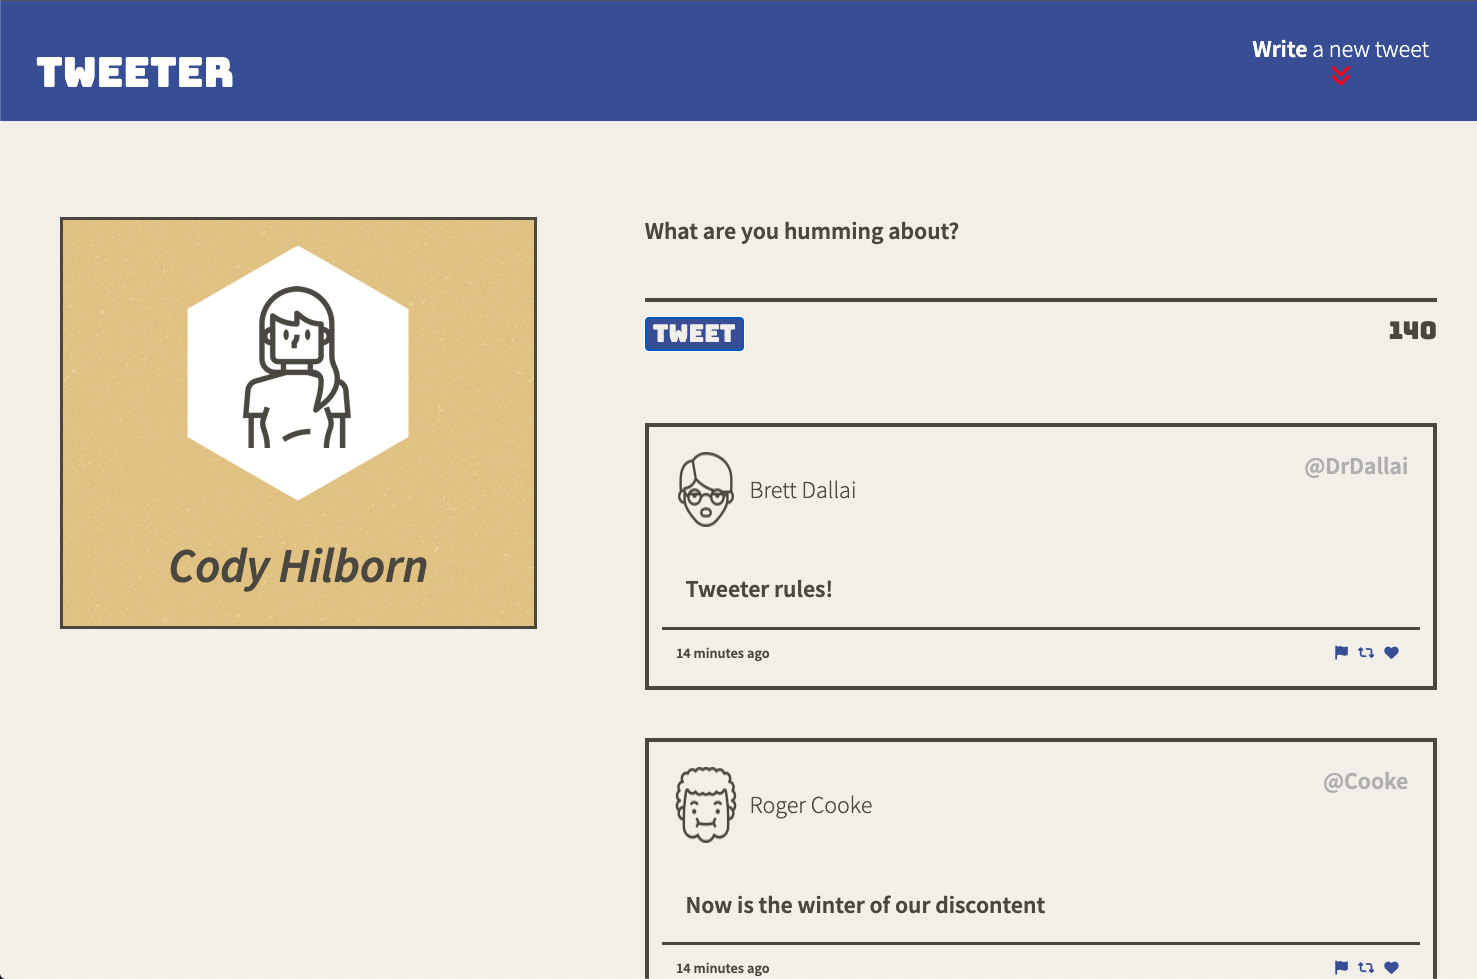 TWEETER
Write a new tweet
Cody Hilborn
What are you humming about?
TWEET
140
Brett Dallai
@DrDallai
Tweeter rules!
14 minutes ago
Roger Cooke
@Cooke
Now is the winter of our discontent
14 minutes ago